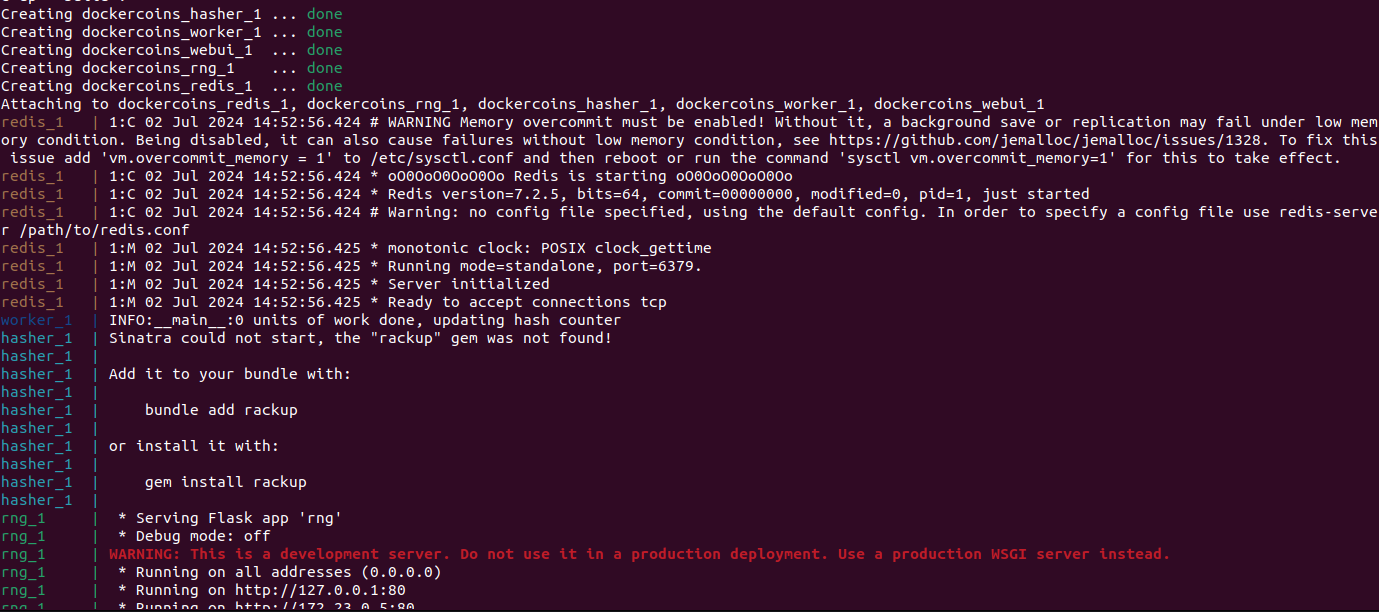 Creating dockercoins_hasher_1 ... done
Creating dockercoins_worker_1 ... done
Creating dockercoins_webui_1  ... done
Creating dockercoins_rng_1    ... done
Creating dockercoins_redis_1  ... done
Attaching to dockercoins_redis_1, dockercoins_rng_1, dockercoins_hasher_1, dockercoins_worker_1, dockercoins_webui_1
redis_1   | 1:C 02 Jul 2024 14:52:56.424 # WARNING Memory overcommit must be enabled! Without it, a background save or replication may fail under low mem
ory condition. Being disabled, it can also cause failures without low memory condition, see https://github.com/jemalloc/jemalloc/issues/1328. To fix this
 issue add 'vm.overcommit_memory = 1' to /etc/sysctl.conf and then reboot or run the command 'sysctl vm.overcommit_memory=1' for this to take effect.
redis_1   | 1:C 02 Jul 2024 14:52:56.424 * oO0OoO0OoO0Oo Redis is starting oO0OoO0OoO0Oo
redis_1   | 1:C 02 Jul 2024 14:52:56.424 * Redis version=7.2.5, bits=64, commit=00000000, modified=0, pid=1, just started
redis_1   | 1:C 02 Jul 2024 14:52:56.424 # Warning: no config file specified, using the default config. In order to specify a config file use redis-serve
r /path/to/redis.conf
redis_1   | 1:M 02 Jul 2024 14:52:56.425 * monotonic clock: POSIX clock_gettime
redis_1   | 1:M 02 Jul 2024 14:52:56.425 * Running mode=standalone, port=6379.
redis_1   | 1:M 02 Jul 2024 14:52:56.425 * Server initialized
redis_1   | 1:M 02 Jul 2024 14:52:56.425 * Ready to accept connections tcp
worker_1  | INFO:__main__:0 units of work done, updating hash counter
hasher_1  | Sinatra could not start, the "rackup" gem was not found!
hasher_1  |
hasher_1  | Add it to your bundle with:
hasher_1  |
hasher_1  |     bundle add rackup
hasher_1  |
hasher_1  | or install it with:
hasher_1  |
hasher_1  |     gem install rackup
hasher_1  |
rng_1     |  * Serving Flask app 'rng'
rng_1     |  * Debug mode: off
rng_1     | WARNING: This is a development server. Do not use it in a production deployment. Use a production WSGI server instead.
rng_1     |  * Running on all addresses (0.0.0.0)
rng_1     |  * Running on http://127.0.0.1:80
rng_1     |  * Running on http://172.23.0.5:80